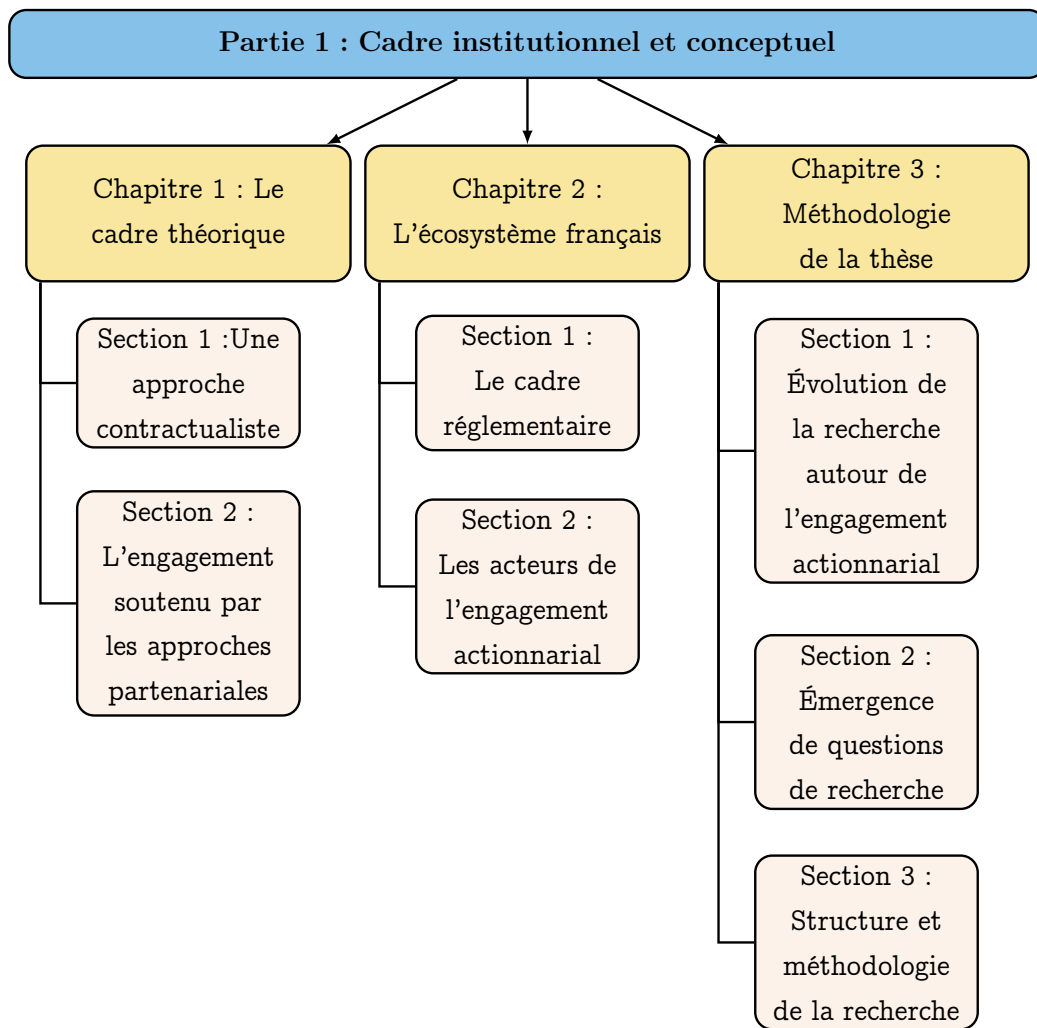 Partie 1 : Cadre institutionnel et conceptuel
Chapitre 1 : Le
cadre théorique
Section 1 :Une
approche
contractualiste
Section 2 :
L'engagement
soutenu par
les approches
partenariales
Chapitre 2 :
L'écosystème français
Section 1 :
Le cadre
réglementaire
Section 2 :
Les acteurs de
l'engagement
actionnarial
Chapitre 3 :
Méthodologie
de la thèse
Section 1 :
Évolution de
la recherche
autour de
l'engagement
actionnarial
Section 2 :
Émergence
de questions
de recherche
Section 3 :
Structure et
méthodologie
de la recherche